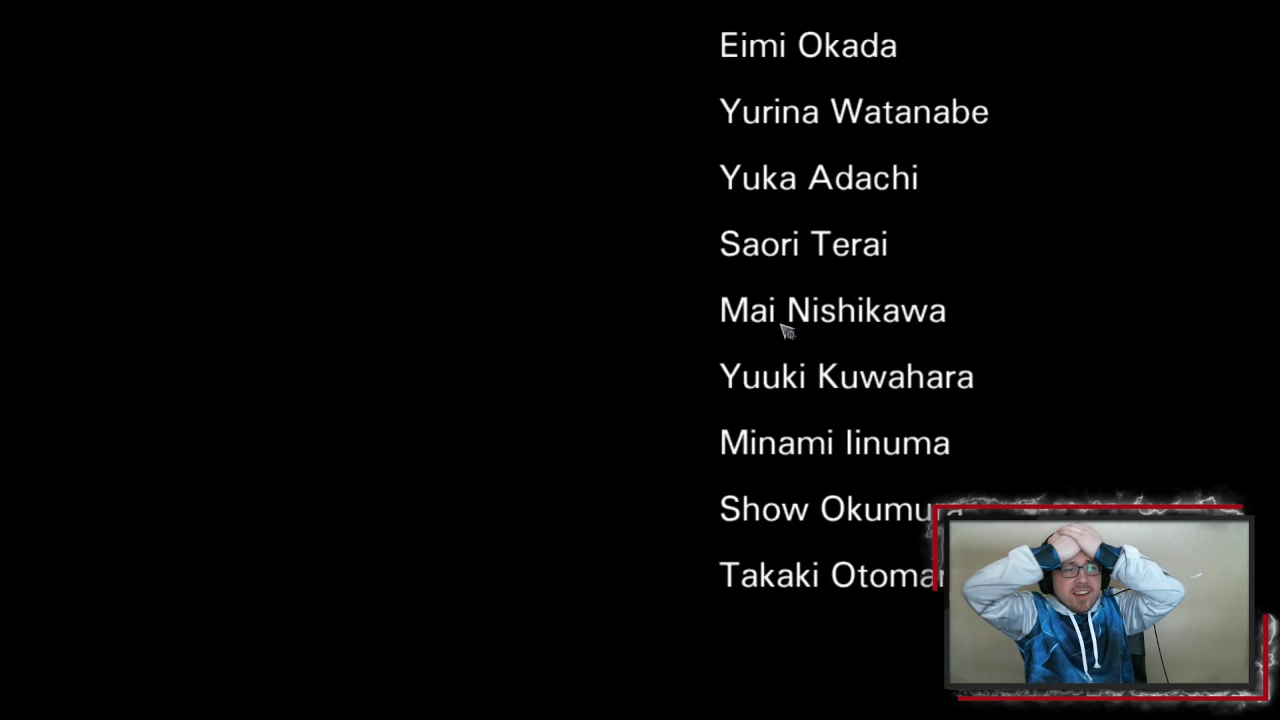 Eimi Okada
Yurina Watanabe
Yuka Adachi
Saori Terai
Mai Nishikawa
Yuuki Kuwahara
Minami Iinuma
Show
Takaki